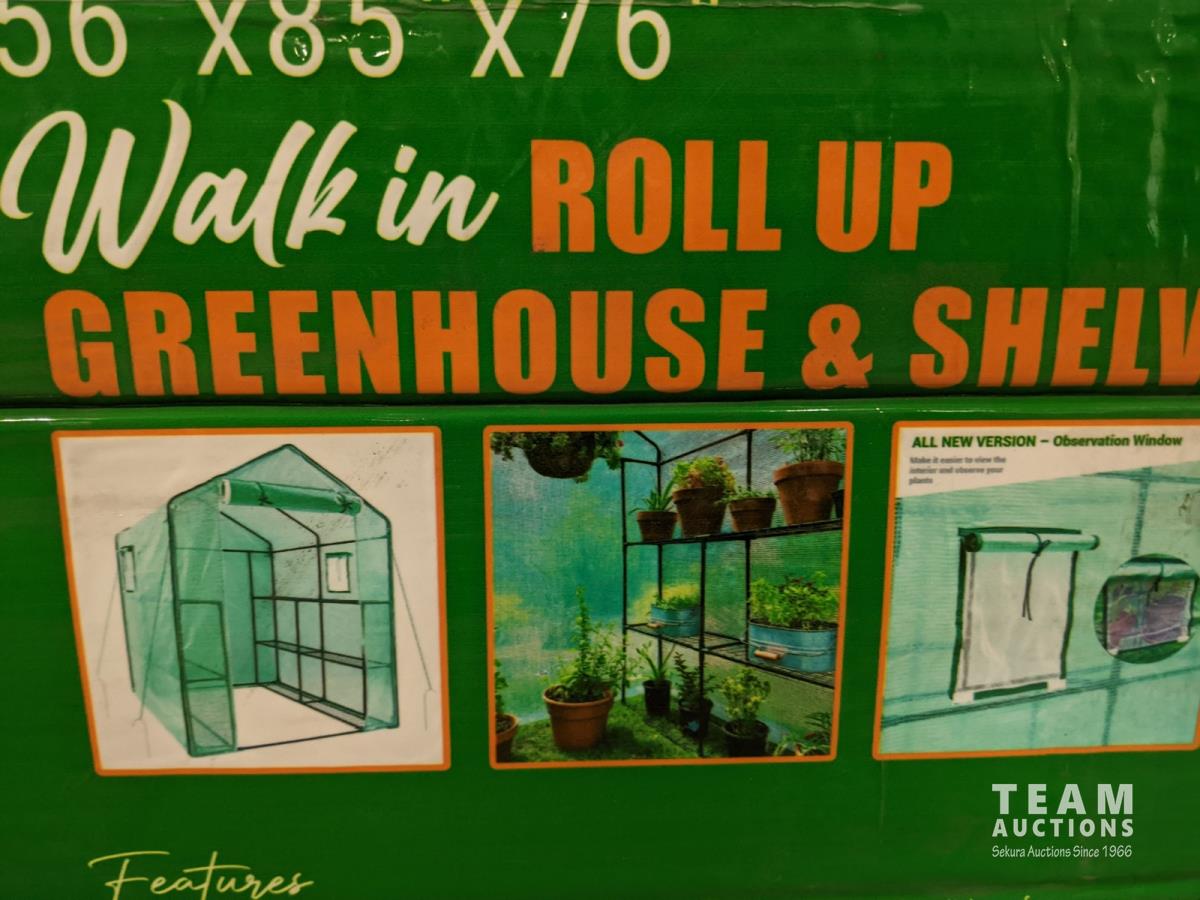 56" X85" X76"
Walk in ROLL UP
GREENHOUSE & SHELV
ALL NEW VERSION – Observation Window
Make it easier to view the
interior and observe your
plants
TEAM
AUCTIONS
Sekura Auctions Since 1966
Features